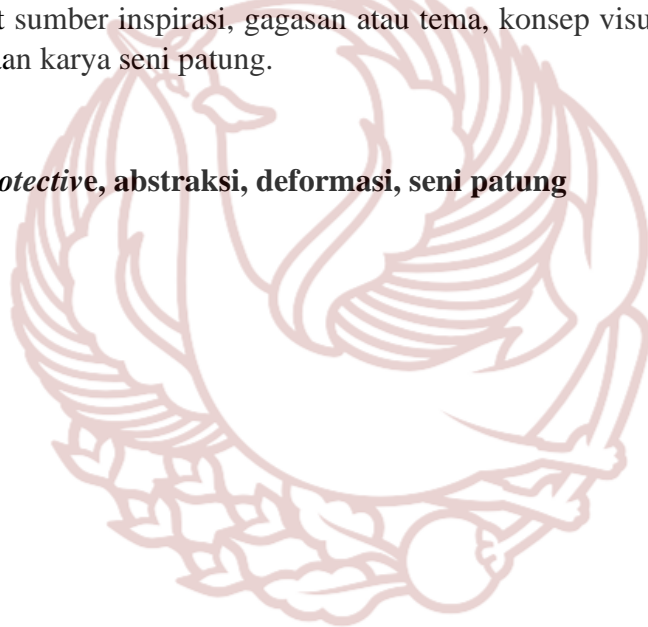 t sumber inspirasi, gagasan atau tema, konsep visu
an karya seni patung.
otective, abstraksi, deformasi, seni patung